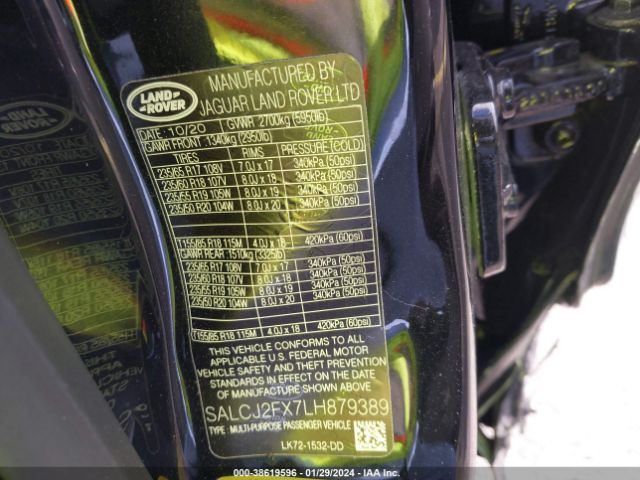 LAND
ROVER
MANUFACTURED BY
JAGUAR LAND ROVER LTD
DATE: 10/20 GVWR 2700kg (5950lb)
GAWR FRONT 1340kg (2950lb)
TIRES RIMS PRESSURE (COLD)
235/65 R17 108V 7.0J x 17 340kPa (50psi)
235/60 R18 107V 8.0J x 18 340kPa (50psi)
235/55 R19 105W 8.0J x 19 340kPa (50psi)
235/50 R20 104W 8.0J x 20 340kPa (50psi)
T155/85 R18 115M 4.0J x 18 420kPa (60psi)
GAWR REAR 1510kg (3325lb)
235/65 R17 108V 7.0J x 17 340kPa (50psi)
235/60 R18 107V 8.0J x 18 340kPa (50psi)
235/55 R19 105W 8.0J x 19 340kPa (50psi)
235/50 R20 104W 8.0J x 20 340kPa (50psi)
T155/85 R18 115M 4.0J x 18 420kPa (60psi)
THIS VEHICLE CONFORMS TO ALL
APPLICABLE U.S. FEDERAL MOTOR
VEHICLE SAFETY AND THEFT PREVENTION
STANDARDS IN EFFECT ON THE DATE
OF MANUFACTURE SHOWN ABOVE
SALCJ2FX7LH879389
TYPE: MULTI-PURPOSE PASSENGER VEHICLE
LK72-1532-DD
000-38619596 - 01/29/2024 - IAA Inc.